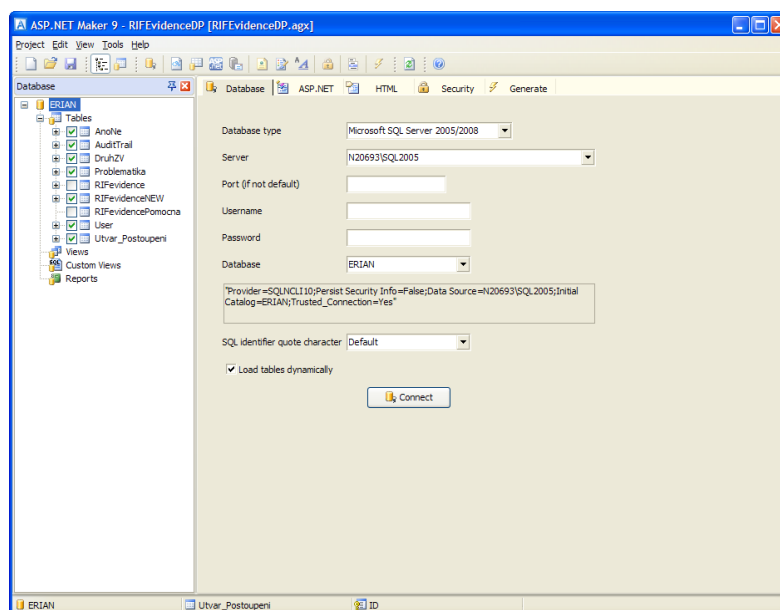 ASP.NET Maker 9 - RIFEvidenceDP [RIFEvidenceDP.agx]
Project Edit View Tools Help
Database
Database ASP.NET HTML Security Generate
ERIAN
Tables
AnoNe
AuditTrail
DruhZV
Problematika
RIFevidence
RIFevidenceNEW
RIFevidencePomocna
User
Utvar_Postoupeni
Views
Custom Views
Reports
Database type Microsoft SQL Server 2005/2008
Server N20693\SQL2005
Port (if not default)
Username
Password
Database ERIAN
"Provider=SQLNCLI10;Persist Security Info=False;Data Source=N20693\SQL2005;Initial
Catalog=ERIAN;Trusted_Connection=Yes"
SQL identifier quote character Default
Load tables dynamically
Connect
ERIAN Utvar_Postoupeni ID